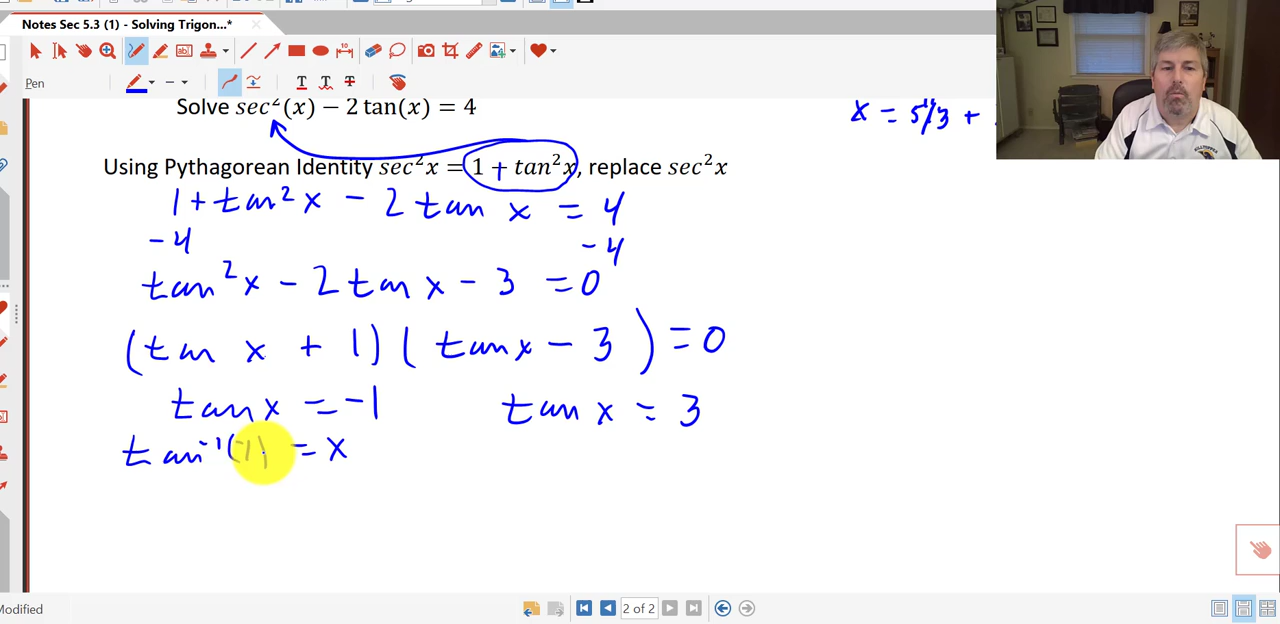 Notes Sec 5.3 (1) - Solving Trigon...*
Pen
Solve sec²(x) − 2 tan(x) = 4
x = 5π/3 +
Using Pythagorean Identity sec²x = 1 + tan²x, replace sec²x
1 + tan²x − 2 tan x = 4
−4 −4
tan²x − 2 tan x − 3 = 0
(tan x + 1)(tan x − 3) = 0
tan x = −1 tan x = 3
tan⁻¹(−1) = x
Modified
2 of 2